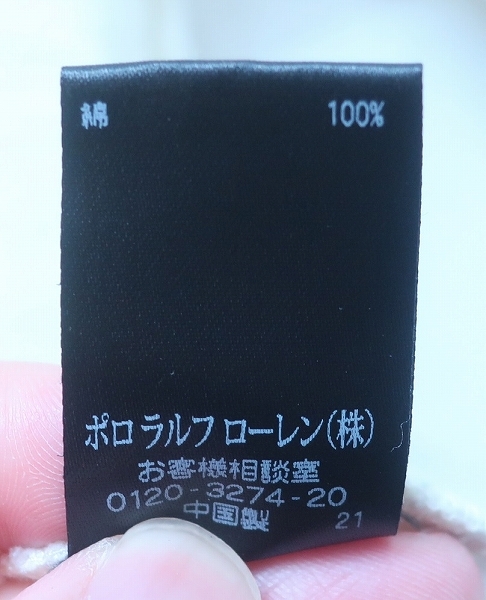 綿 100%
ポロ ラルフ ローレン(株)
お客様相談室
0120-3274-20
中国製
21